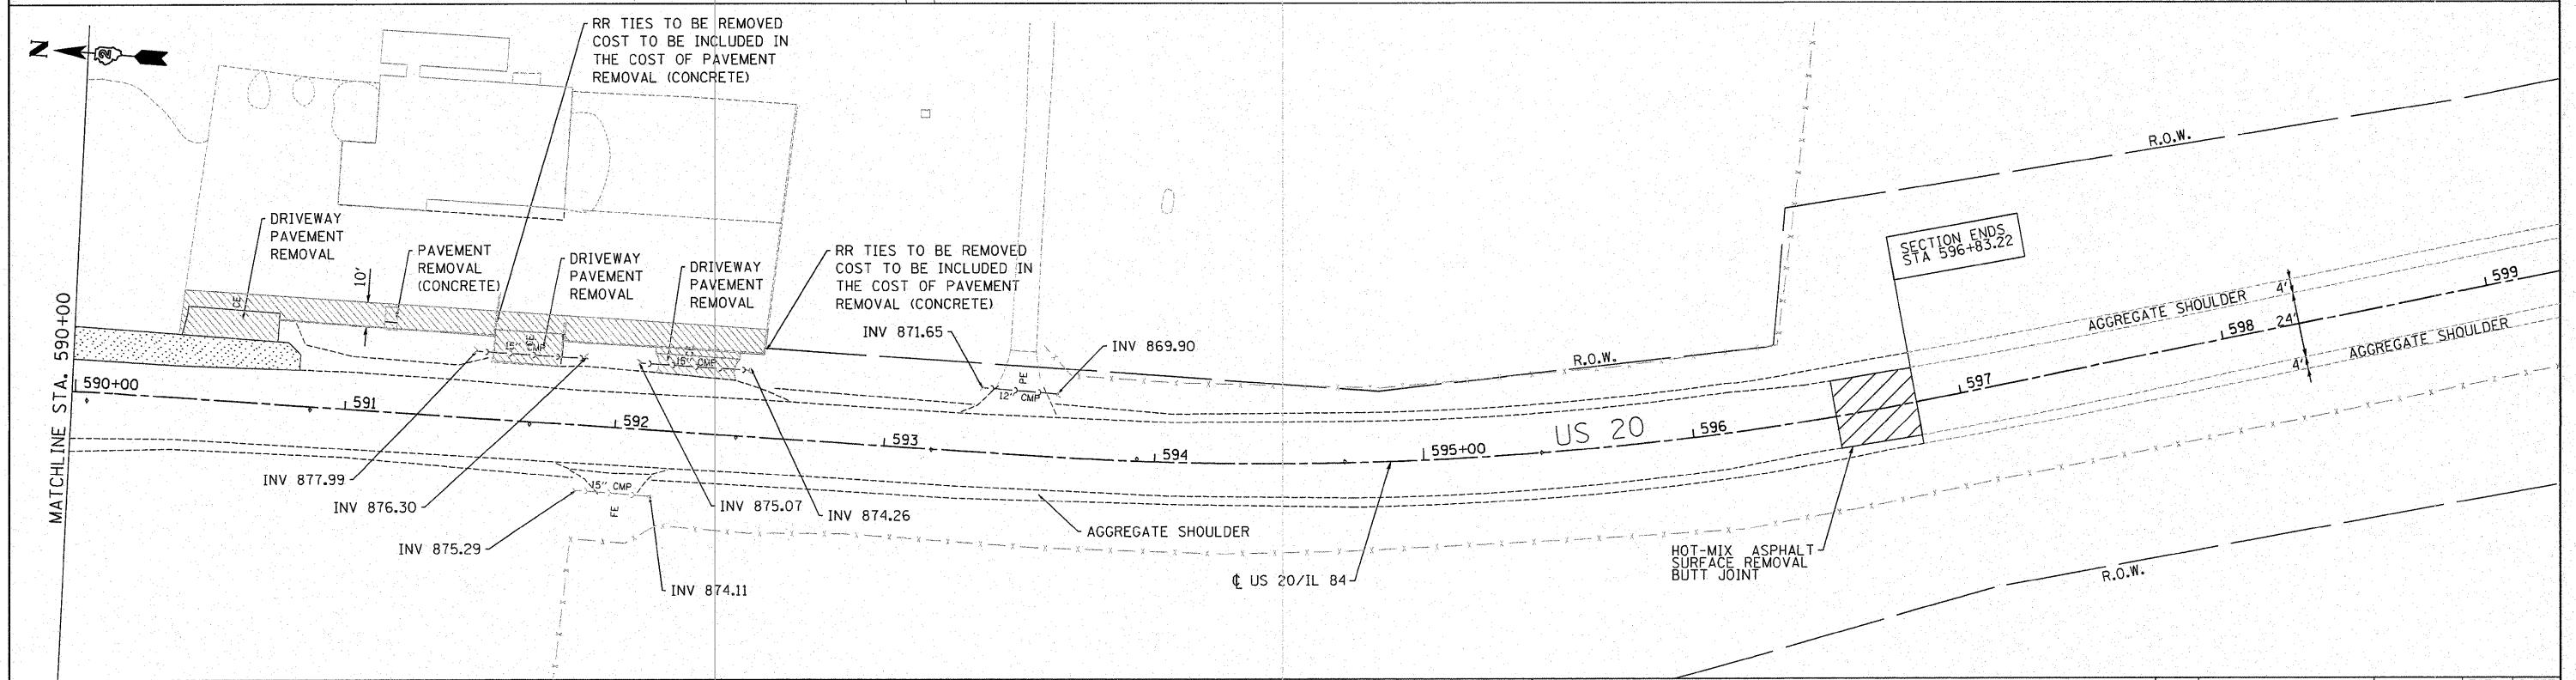 N
RR TIES TO BE REMOVED
COST TO BE INCLUDED IN
THE COST OF PAVEMENT
REMOVAL (CONCRETE)
R.O.W.
DRIVEWAY
PAVEMENT
REMOVAL
PAVEMENT
REMOVAL
(CONCRETE)
10'
DRIVEWAY
PAVEMENT
REMOVAL
DRIVEWAY
PAVEMENT
REMOVAL
RR TIES TO BE REMOVED
COST TO BE INCLUDED IN
THE COST OF PAVEMENT
REMOVAL (CONCRETE)
SECTION ENDS
STA 596+83.22
CE
CE
CE
15" CMP
15" CMP
INV 871.65
INV 869.90
PE
12" CMP
R.O.W.
AGGREGATE SHOULDER
4'
24'
4'
AGGREGATE SHOULDER
MATCHLINE STA. 590+00
590+00
591
592
593
594
595+00
US 20
596
597
598
599
INV 877.99
INV 876.30
INV 875.07
INV 874.26
15" CMP
FE
INV 875.29
INV 874.11
AGGREGATE SHOULDER
℄ US 20/IL 84
HOT-MIX ASPHALT
SURFACE REMOVAL
BUTT JOINT
R.O.W.